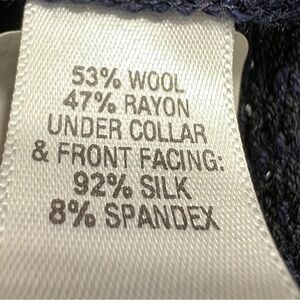 53% WOOL
47% RAYON
UNDER COLLAR
& FRONT FACING:
92% SILK
8% SPANDEX